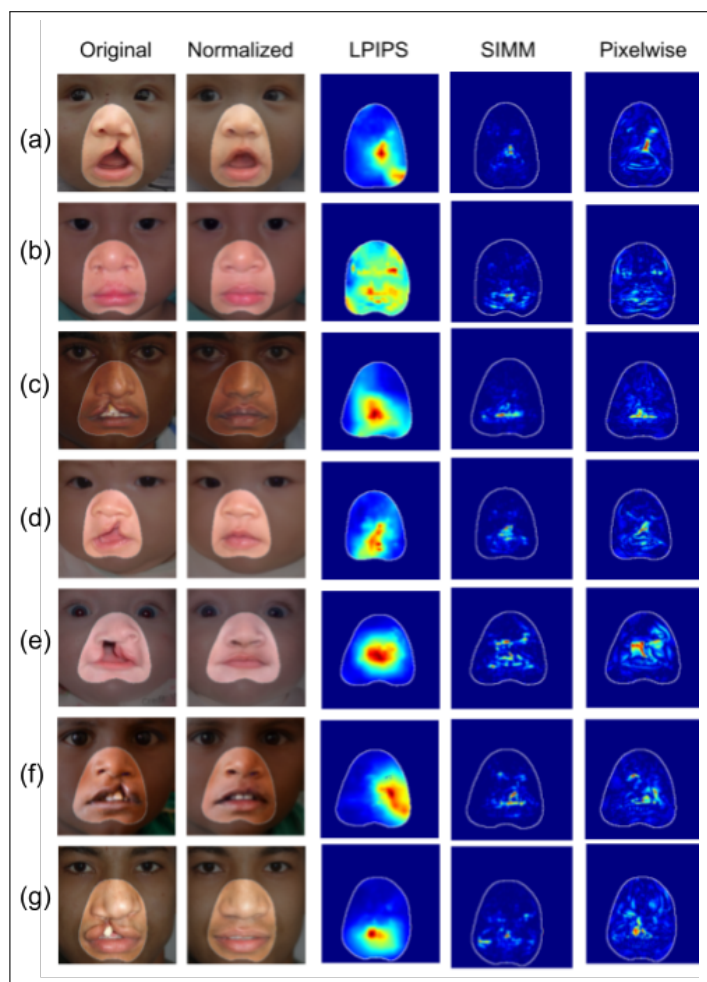 Original Normalized LPIPS SIMM Pixelwise
(a)
(b)
(c)
(d)
(e)
(f)
(g)